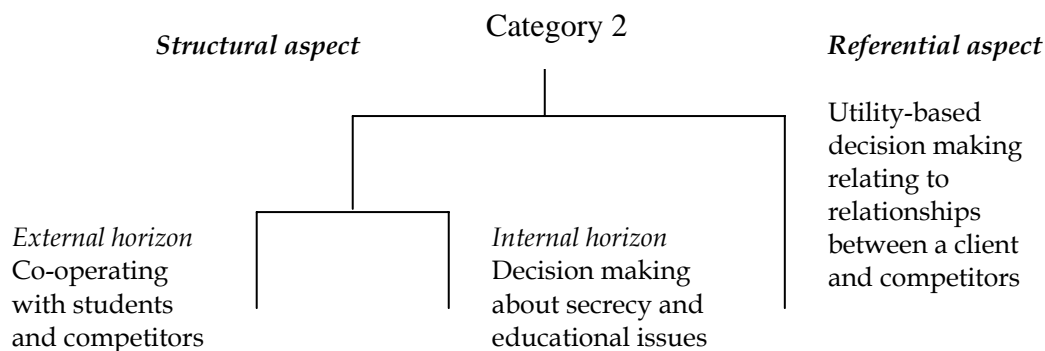 Category 2
Structural aspect
Referential aspect
Utility-based
decision making
relating to
relationships
between a client
and competitors
External horizon
Co-operating
with students
and competitors
Internal horizon
Decision making
about secrecy and
educational issues